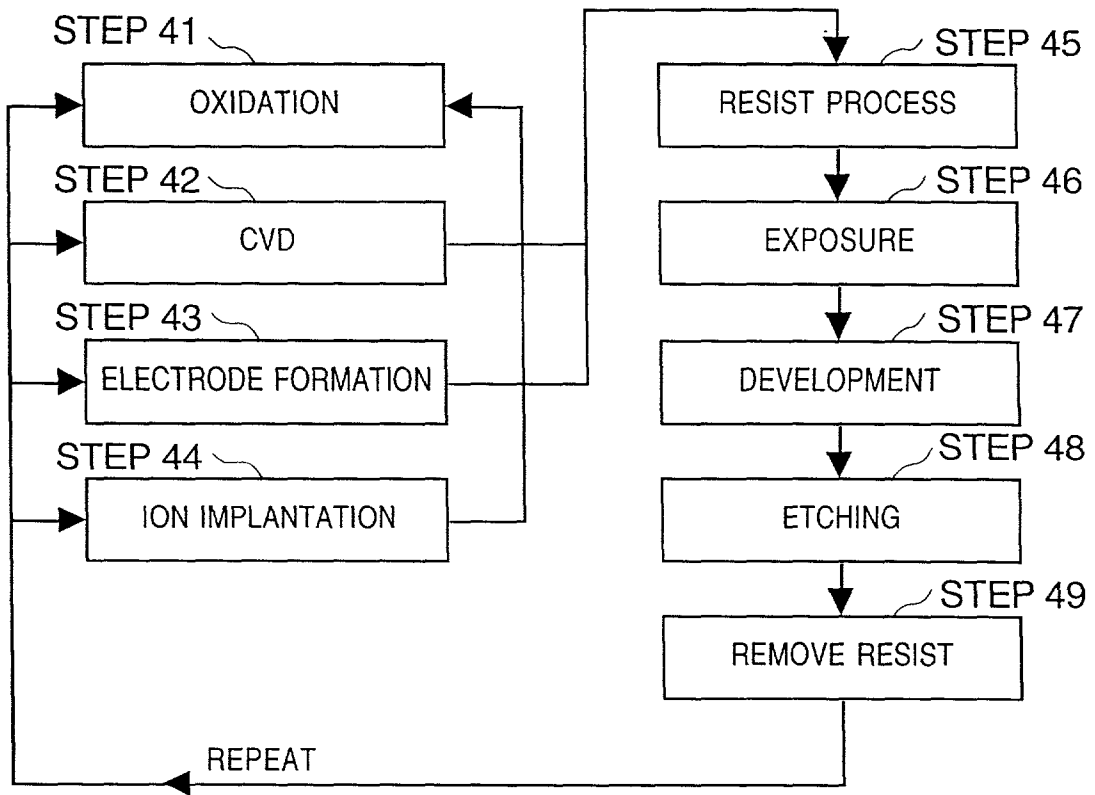 STEP 41
OXIDATION
STEP 42
CVD
STEP 43
ELECTRODE FORMATION
STEP 44
ION IMPLANTATION
STEP 45
RESIST PROCESS
STEP 46
EXPOSURE
STEP 47
DEVELOPMENT
STEP 48
ETCHING
STEP 49
REMOVE RESIST
REPEAT